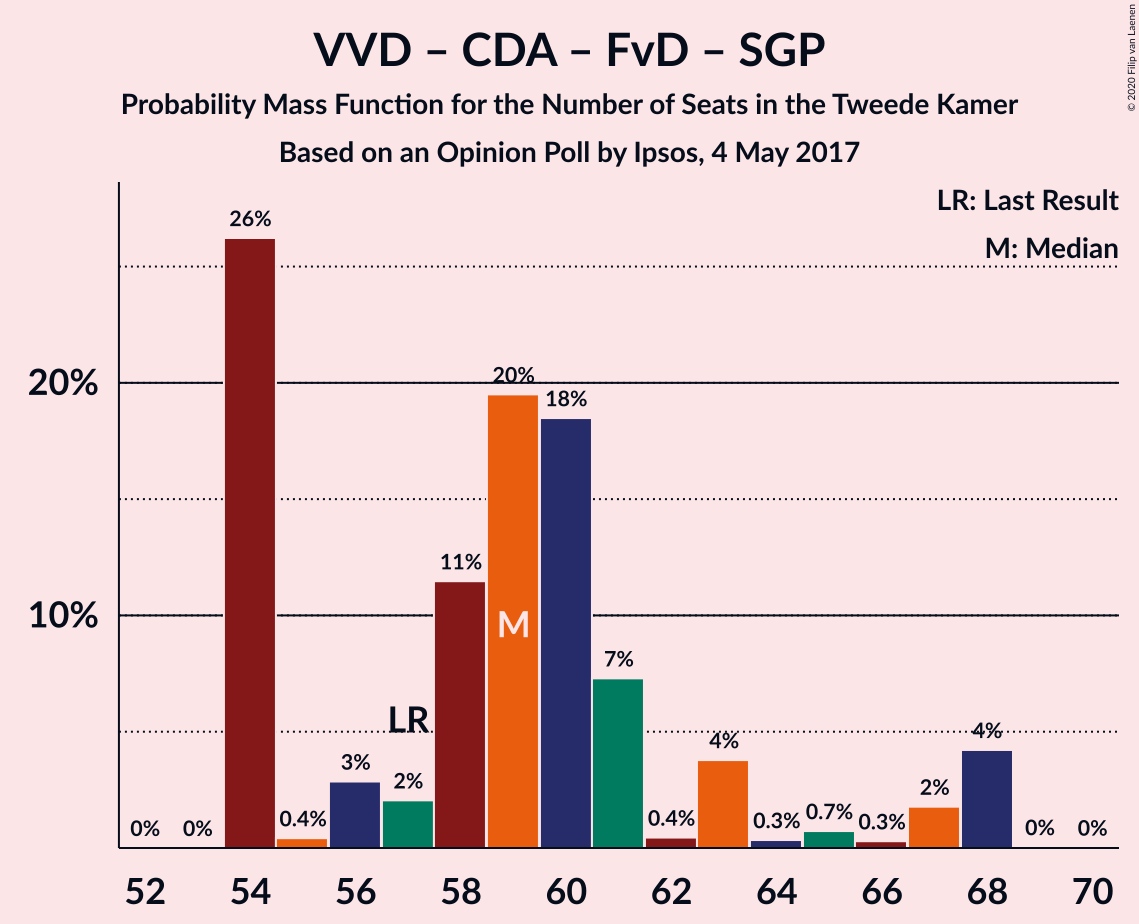 VVD – CDA – FvD – SGP
Probability Mass Function for the Number of Seats in the Tweede Kamer
Based on an Opinion Poll by Ipsos, 4 May 2017
© 2020 Filip van Laenen
LR: Last Result
M: Median
20%
10%
0%
0%
26%
0.4%
3%
2%
LR
11%
20%
M
18%
7%
0.4%
4%
0.3%
0.7%
0.3%
2%
4%
0%
0%
52 54 56 58 60 62 64 66 68 70